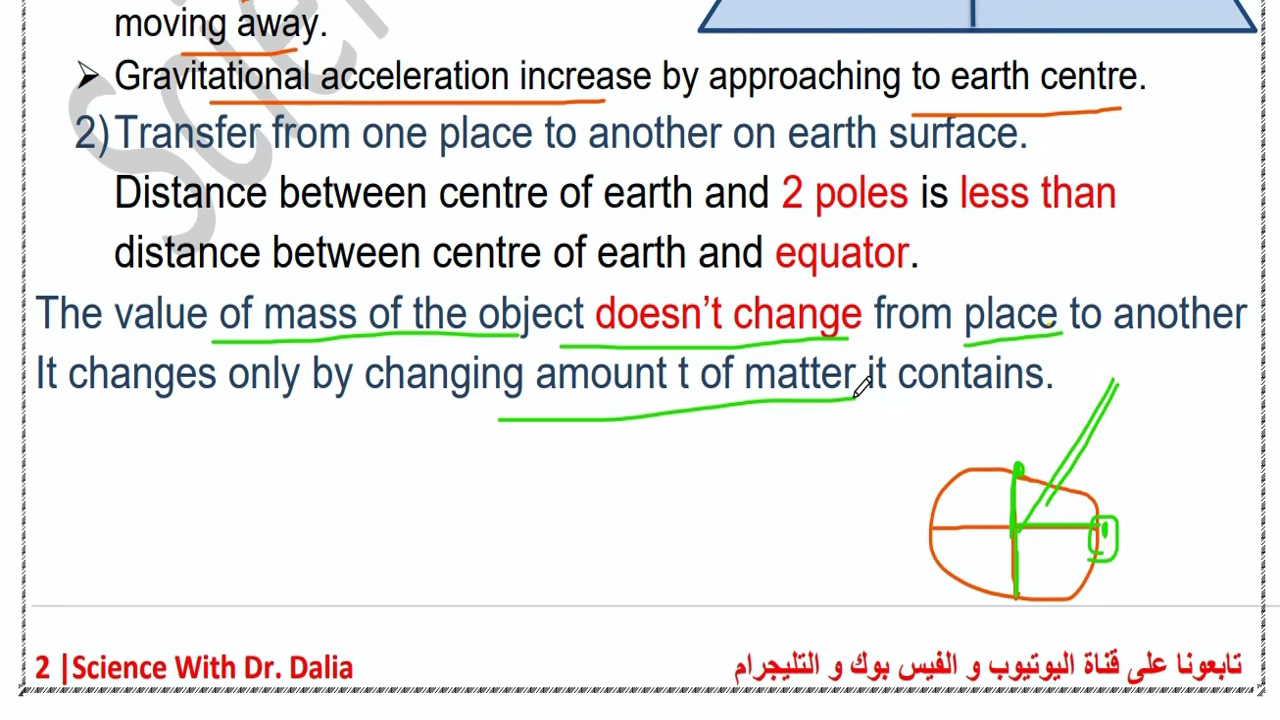 moving away.
➤ Gravitational acceleration increase by approaching to earth centre.
2) Transfer from one place to another on earth surface.
Distance between centre of earth and 2 poles is less than
distance between centre of earth and equator.
The value of mass of the object doesn't change from place to another
It changes only by changing amount t of matter it contains.
2 |Science With Dr. Dalia
تابعونا على قناة اليوتيوب و الفيس بوك و التليجرام